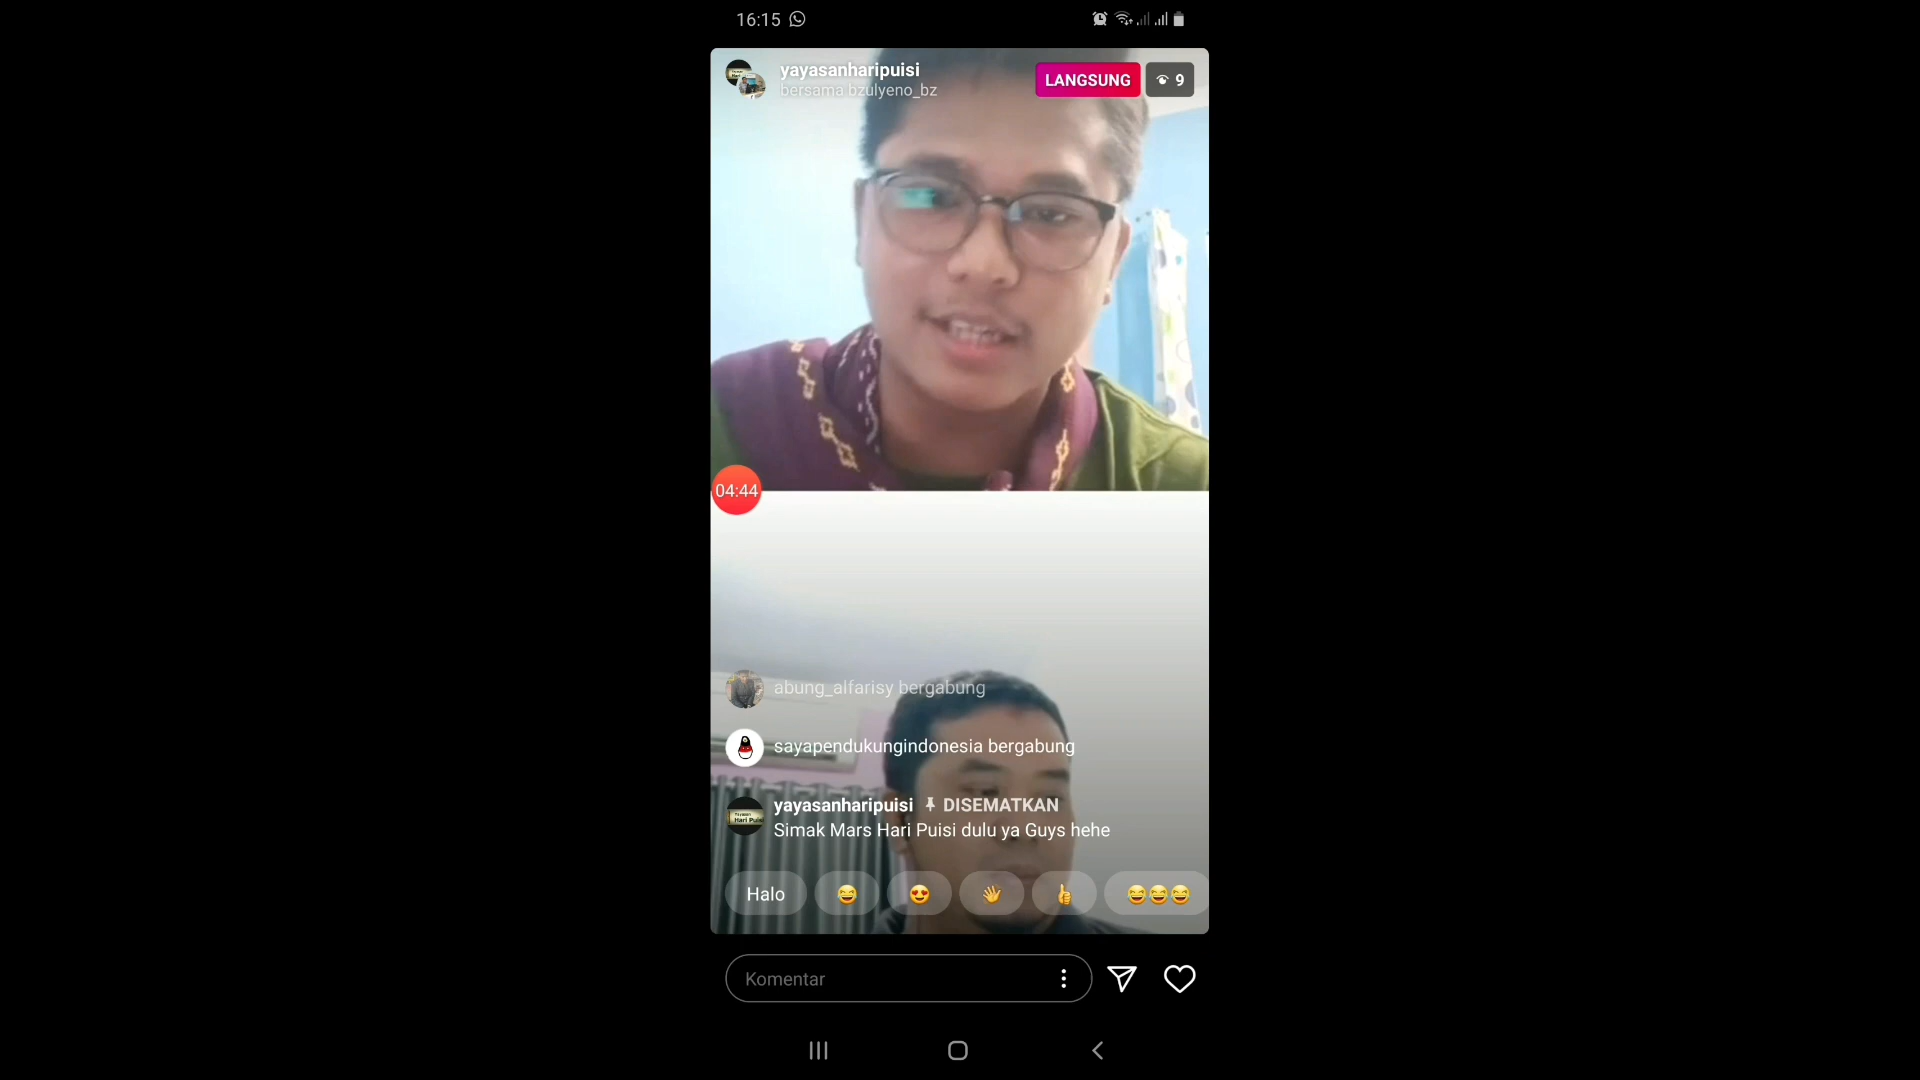 16:15
yayasanharipuisi
bersama bzulyeno_bz
LANGSUNG
9
04:44
abung_alfarisy bergabung
sayapendukungindonesia bergabung
yayasanharipuisi DISEMATKAN
Simak Mars Hari Puisi dulu ya Guys hehe
Halo
Komentar